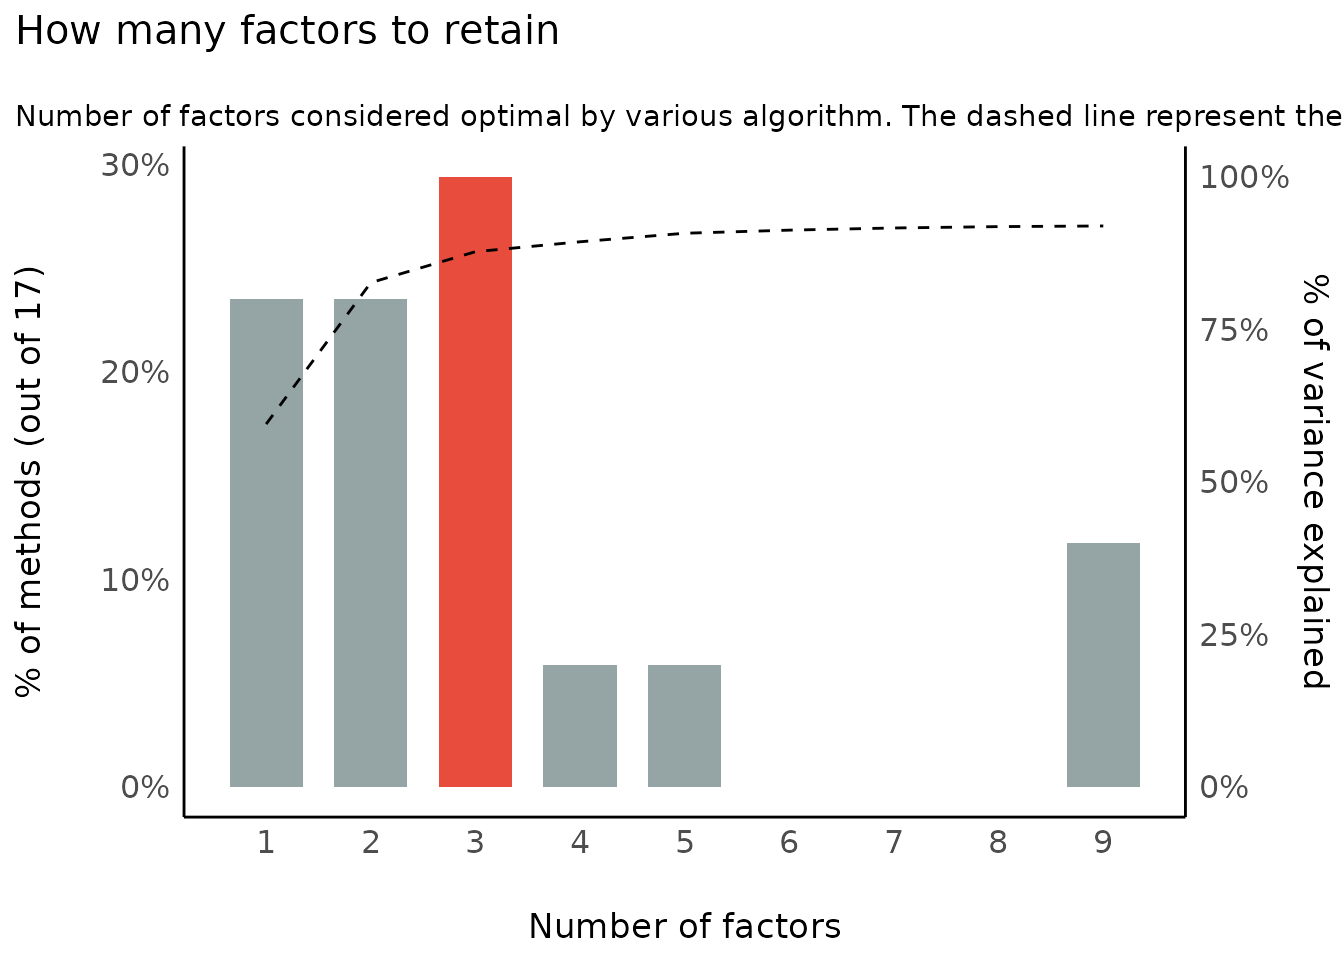 How many factors to retain
Number of factors considered optimal by various algorithm. The dashed line represent the
30%
20%
10%
0%
% of methods (out of 17)
100%
75%
50%
25%
0%
% of variance explained
1 2 3 4 5 6 7 8 9
Number of factors